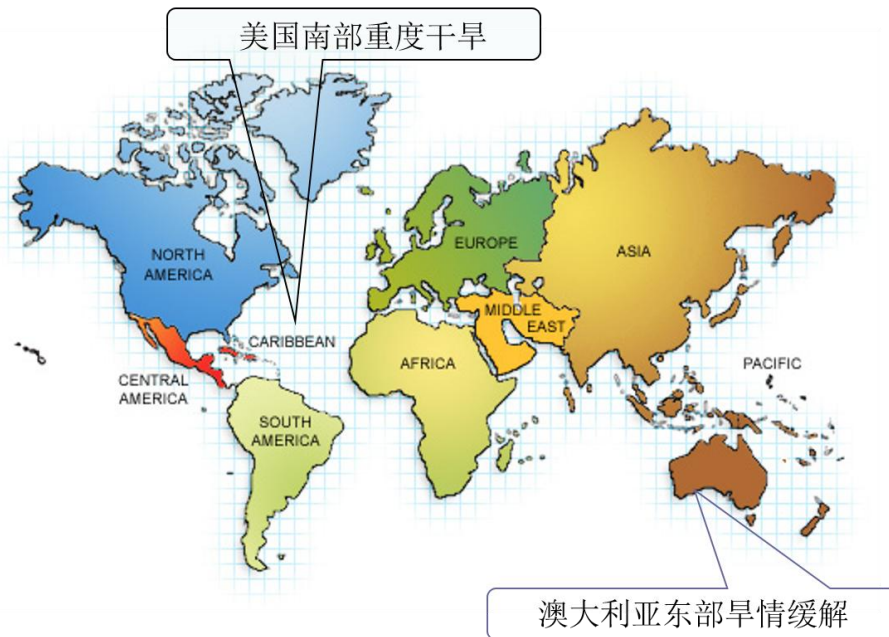 美国南部重度干旱
NORTH
AMERICA
EUROPE
ASIA
MIDDLE
EAST
CARIBBEAN
AFRICA
PACIFIC
CENTRAL
AMERICA
SOUTH
AMERICA
澳大利亚东部旱情缓解